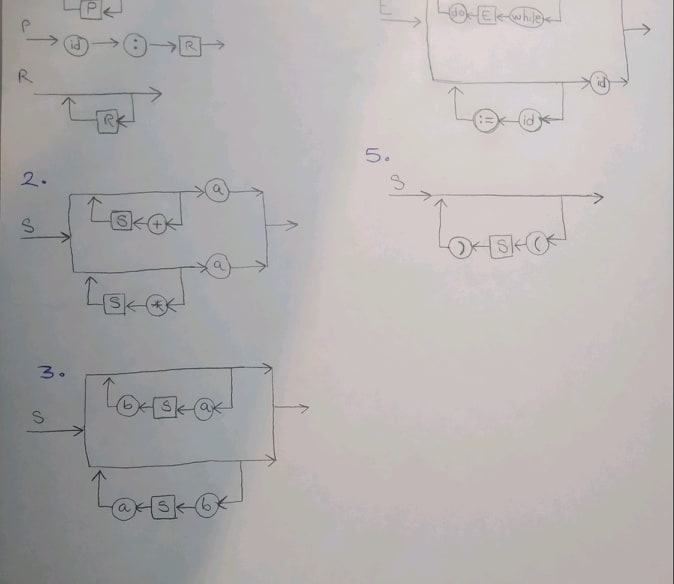 P
P
id : R
R
R
2.
S
a
S +
a
S *
3.
S
b S a
a S b
E
do E while
id
:= id
5.
S
) S (